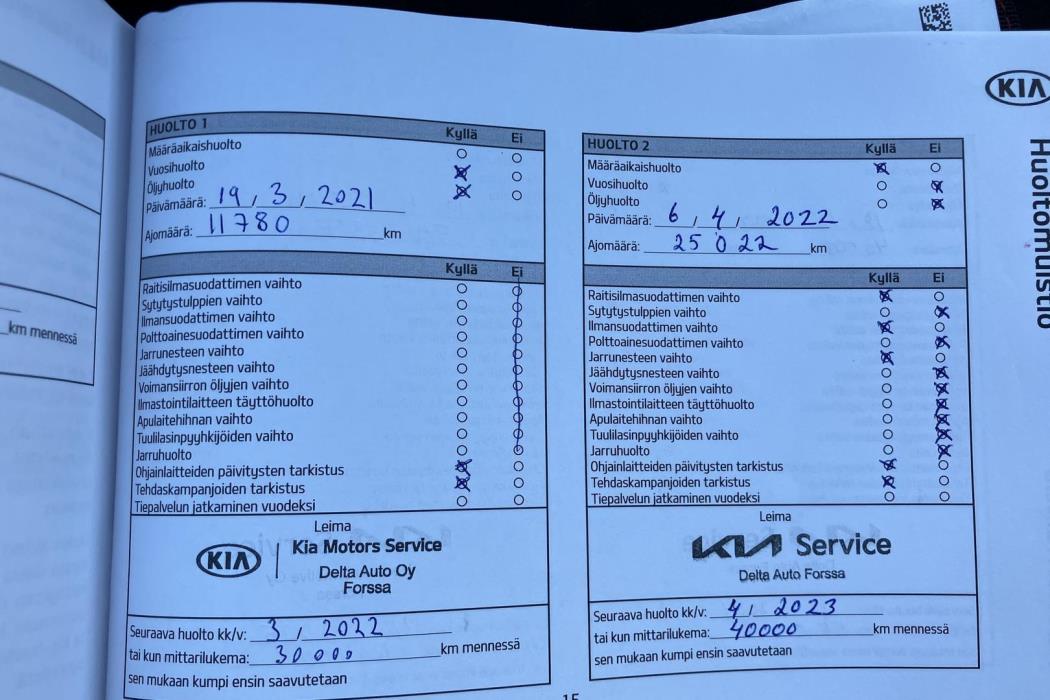 km mennessä
HUOLTO 1 Kyllä Ei
Määräaikaishuolto
Vuosihuolto
Öljyhuolto
Päivämäärä: 19 / 3 / 2021
Ajomäärä: 11780 km
Kyllä Ei
Raitisilmasuodattimen vaihto
Sytytystulppien vaihto
Ilmansuodattimen vaihto
Polttoainesuodattimen vaihto
Jarrunesteen vaihto
Jäähdytysnesteen vaihto
Voimansiirron öljyjen vaihto
Ilmastointilaitteen täyttöhuolto
Apulaitehihnan vaihto
Tuulilasinpyyhkijöiden vaihto
Jarruhuolto
Ohjainlaitteiden päivitysten tarkistus
Tehdaskampanjoiden tarkistus
Tiepalvelun jatkaminen vuodeksi
Leima
KIA Kia Motors Service
Delta Auto Oy
Forssa
Seuraava huolto kk/v: 3 / 2022
tai kun mittarilukema: 30000 km mennessä
sen mukaan kumpi ensin saavutetaan
HUOLTO 2 Kyllä Ei
Määräaikaishuolto
Vuosihuolto
Öljyhuolto
Päivämäärä: 6 / 4 / 2022
Ajomäärä: 25022 km
Kyllä Ei
Raitisilmasuodattimen vaihto
Sytytystulppien vaihto
Ilmansuodattimen vaihto
Polttoainesuodattimen vaihto
Jarrunesteen vaihto
Jäähdytysnesteen vaihto
Voimansiirron öljyjen vaihto
Ilmastointilaitteen täyttöhuolto
Apulaitehihnan vaihto
Tuulilasinpyyhkijöiden vaihto
Jarruhuolto
Ohjainlaitteiden päivitysten tarkistus
Tehdaskampanjoiden tarkistus
Tiepalvelun jatkaminen vuodeksi
Leima
KIA Service
Delta Auto Forssa
Seuraava huolto kk/v: 4 / 2023
tai kun mittarilukema: 40000 km mennessä
sen mukaan kumpi ensin saavutetaan
KIA
Huoltomuistio
15